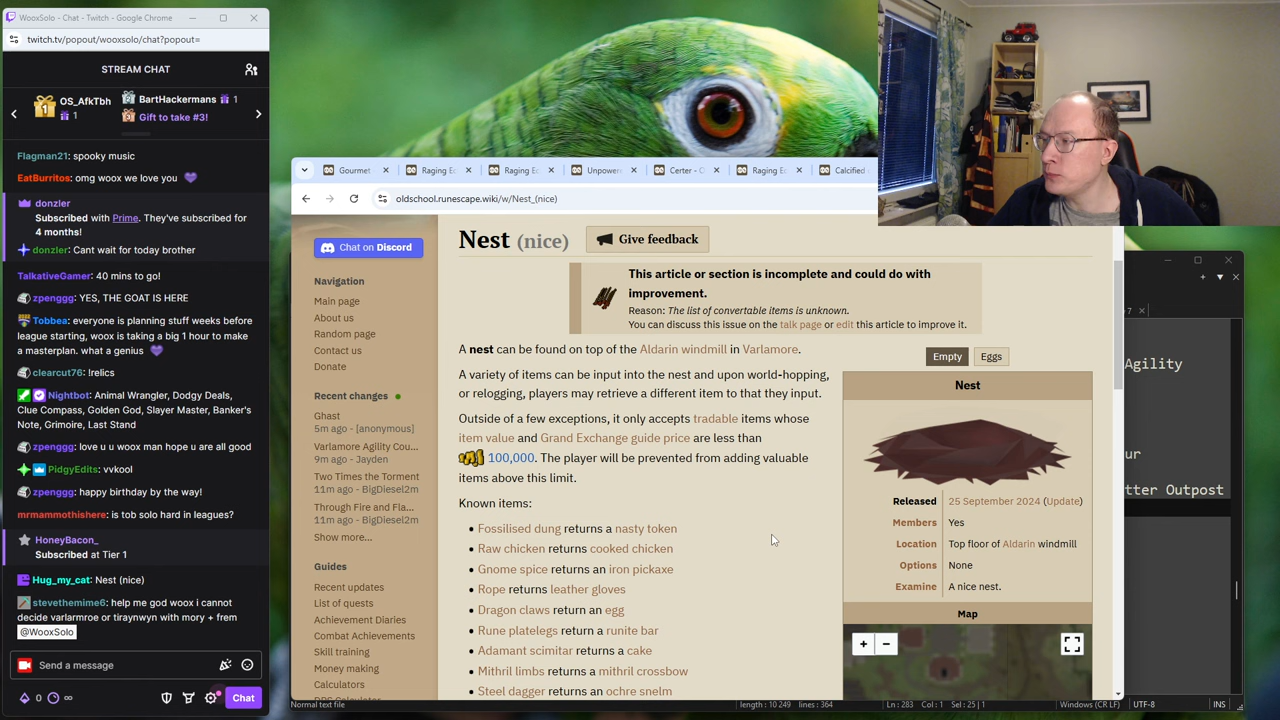 WooxSolo - Chat - Twitch - Google Chrome
twitch.tv/popout/wooxsolo/chat?popout=
STREAM CHAT
1
OS_AfkTbh
1
BartHackermans 1
Gift to take #3!
Flagman21: spooky music
EatBurritos: omg woox we love you
donzler
Subscribed with Prime. They've subscribed for
4 months!
donzler: Cant wait for today brother
TalkativeGamer: 40 mins to go!
zpenggg: YES, THE GOAT IS HERE
Tobbea: everyone is planning stuff weeks before
league starting, woox is taking a big 1 hour to make
a masterplan. what a genius
clearcut76: !relics
Nightbot: Animal Wrangler, Dodgy Deals,
Clue Compass, Golden God, Slayer Master, Banker's
Note, Grimoire, Last Stand
zpenggg: love u u woox man hope u are all good
PidgyEdits: vvkool
zpenggg: happy birthday by the way!
mrmammothishere: is tob solo hard in leagues?
HoneyBacon_
Subscribed at Tier 1
Hug_my_cat: Nest (nice)
stevethemime6: help me god woox i cannot
decide varlarmroe or tiraynwyn with mory + frem
@WooxSolo
Send a message
0 ∞
Chat
Gourmet
Raging Ec
Raging Ec
Unpower
Certer - C
Raging Ec
Calcified
oldschool.runescape.wiki/w/Nest_(nice)
Chat on Discord
Navigation
Main page
About us
Random page
Contact us
Donate
Recent changes
Ghast
5m ago - [anonymous]
Varlamore Agility Cou...
9m ago - Jayden
Two Times the Torment
11m ago - BigDiesel2m
Through Fire and Fla...
11m ago - BigDiesel2m
Show more...
Guides
Recent updates
List of quests
Achievement Diaries
Combat Achievements
Skill training
Money making
Calculators
Nest (nice)
Give feedback
This article or section is incomplete and could do with
improvement.
Reason: The list of convertable items is unknown.
You can discuss this issue on the talk page or edit this article to improve it.
A nest can be found on top of the Aldarin windmill in Varlamore.
A variety of items can be input into the nest and upon world-hopping,
or relogging, players may retrieve a different item to that they input.
Outside of a few exceptions, it only accepts tradable items whose
item value and Grand Exchange guide price are less than
100,000. The player will be prevented from adding valuable
items above this limit.
Known items:
• Fossilised dung returns a nasty token
• Raw chicken returns cooked chicken
• Gnome spice returns an iron pickaxe
• Rope returns leather gloves
• Dragon claws return an egg
• Rune platelegs return a runite bar
• Adamant scimitar returns a cake
• Mithril limbs returns a mithril crossbow
• Steel dagger returns an ochre snelm
Empty
Eggs
Nest
Released 25 September 2024 (Update)
Members Yes
Location Top floor of Aldarin windmill
Options None
Examine A nice nest.
Map
+ −
7
Agility
ur
tter Outpost
Normal text file
length : 10 249 lines : 364
Ln : 283 Col : 1 Sel : 25 | 1
Windows (CR LF)
UTF-8
INS